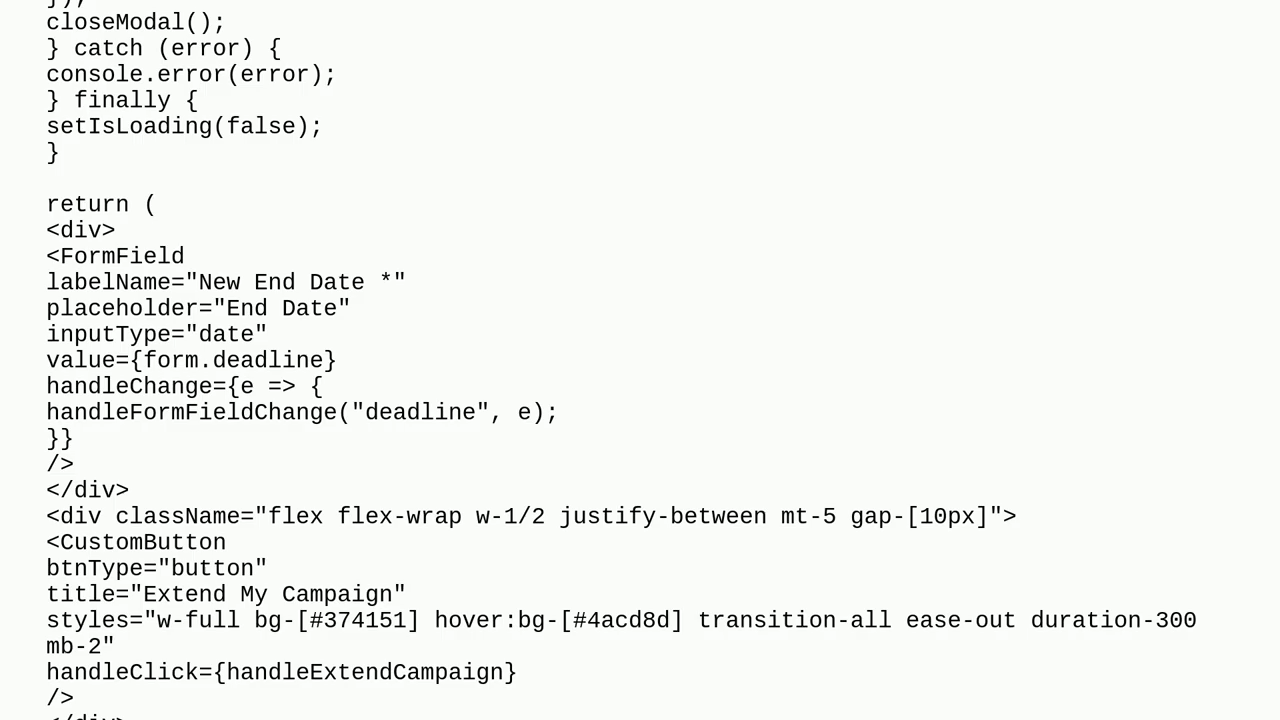 });
closeModal();
} catch (error) {
console.error(error);
} finally {
setIsLoading(false);
}
return (
<div>
<FormField
labelName="New End Date *"
placeholder="End Date"
inputType="date"
value={form.deadline}
handleChange={e => {
handleFormFieldChange("deadline", e);
}}
/>
</div>
<div className="flex flex-wrap w-1/2 justify-between mt-5 gap-[10px]">
<CustomButton
btnType="button"
title="Extend My Campaign"
styles="w-full bg-[#374151] hover:bg-[#4acd8d] transition-all ease-out duration-300
mb-2"
handleClick={handleExtendCampaign}
/>
</div>